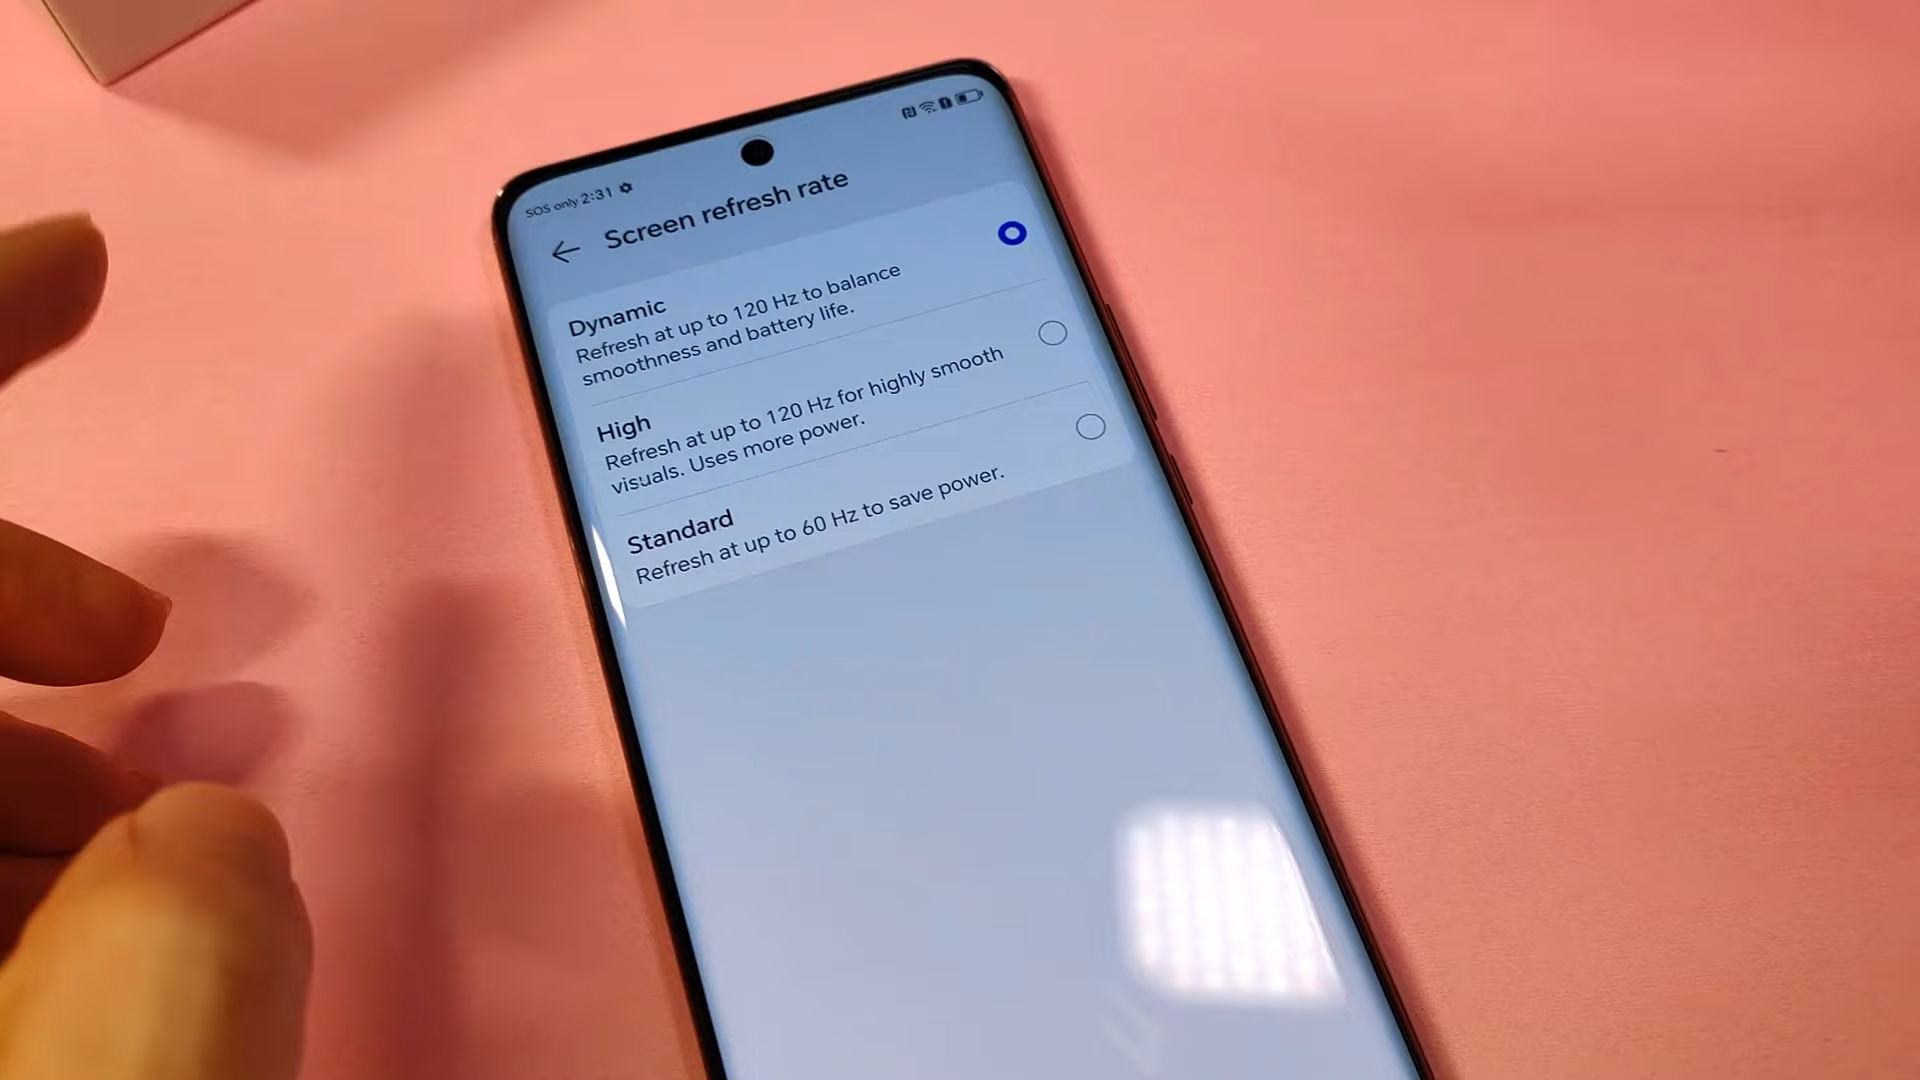 SOS only 2:31
Screen refresh rate
Dynamic
Refresh at up to 120 Hz to balance
smoothness and battery life.
High
Refresh at up to 120 Hz for highly smooth
visuals. Uses more power.
Standard
Refresh at up to 60 Hz to save power.